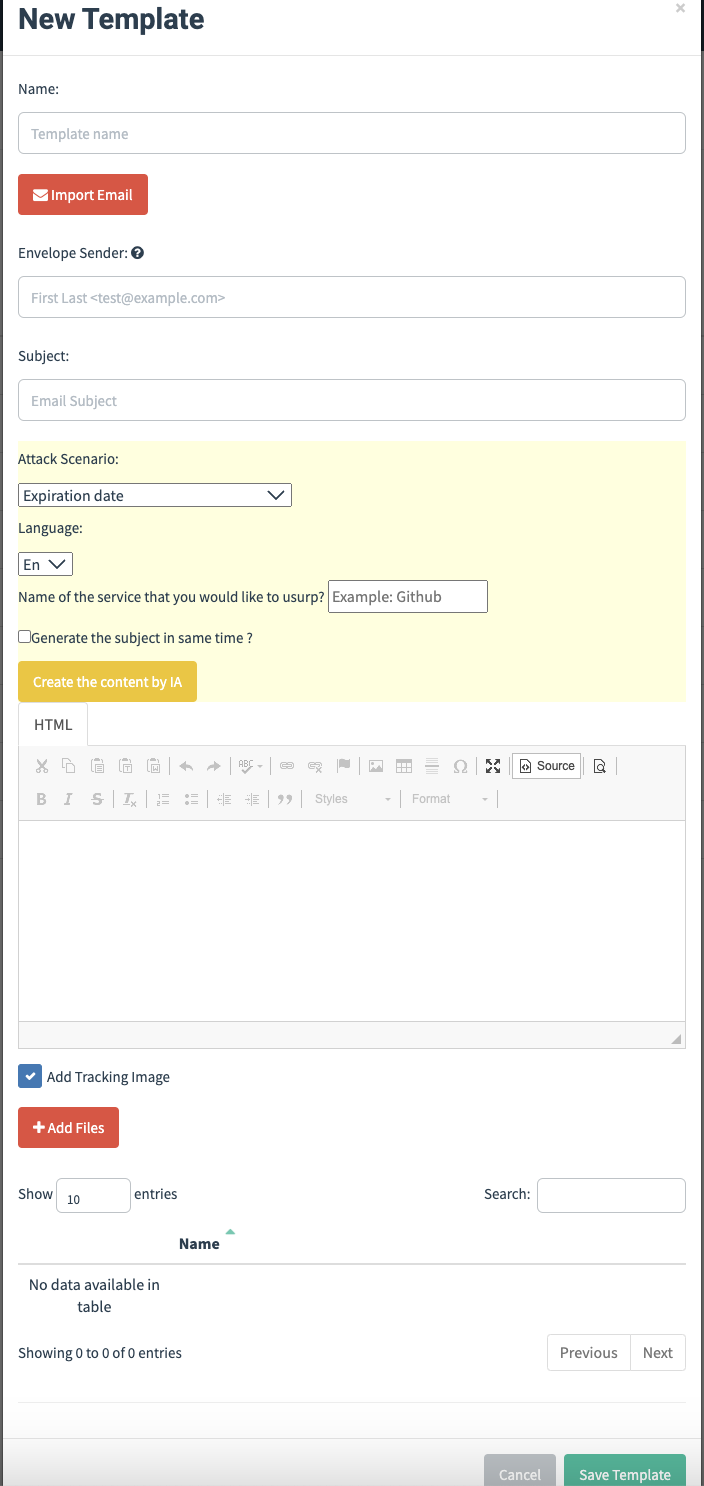 New Template
×
Name:
Template name
Import Email
Envelope Sender:
First Last <test@example.com>
Subject:
Email Subject
Attack Scenario:
Expiration date
Language:
En
Name of the service that you would like to usurp? Example: Github
Generate the subject in same time ?
Create the content by IA
HTML
ABC Ω Source
B I S Tx Styles Format
Add Tracking Image
Add Files
Show 10 entries Search:
Name
No data available in
table
Showing 0 to 0 of 0 entries Previous Next
Cancel Save Template